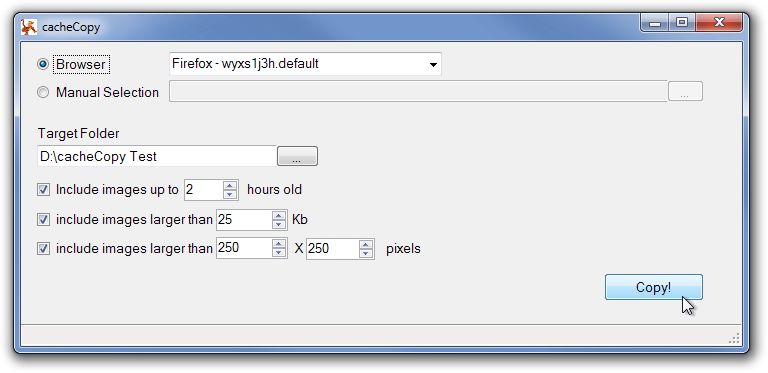 cacheCopy
Browser Firefox - wyxs1j3h.default
Manual Selection ...
Target Folder
D:\cacheCopy Test ...
Include images up to 2 hours old
include images larger than 25 Kb
include images larger than 250 X 250 pixels
Copy!